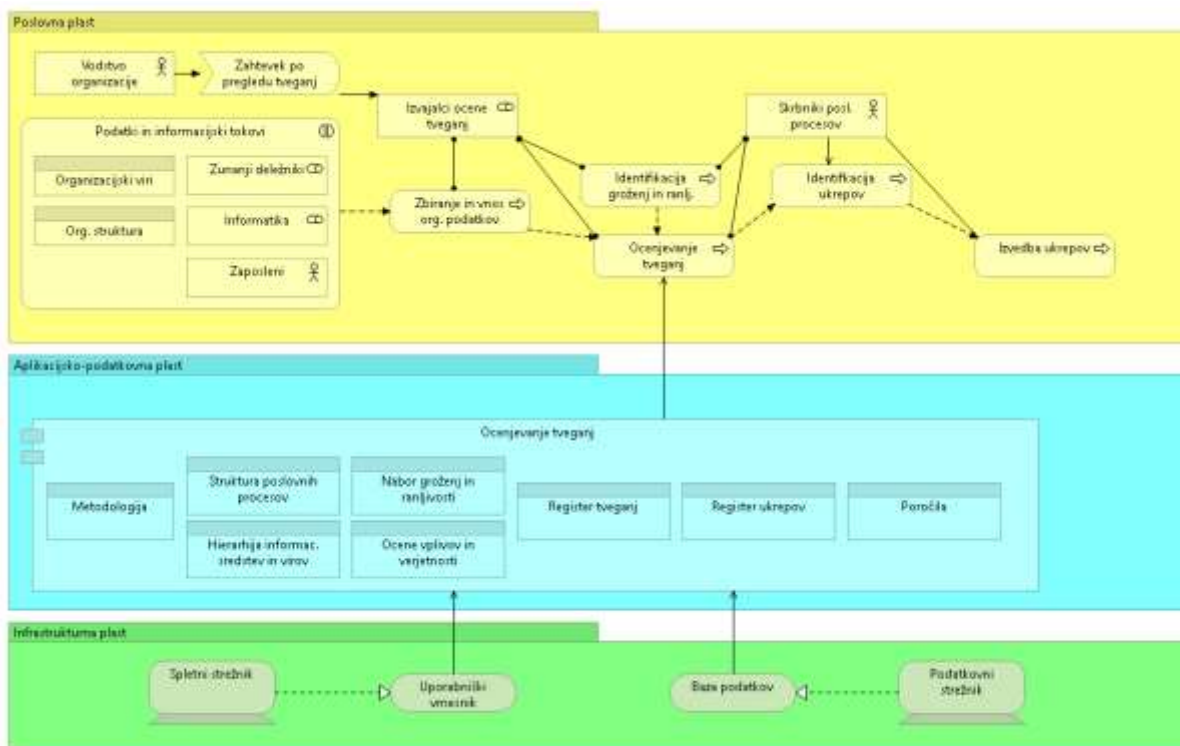 Poslovna plast
Vodstvo
organizacije
Zahtevek po
pregledu tveganj
Izvajalci ocene
tveganj
Skrbniki posl.
procesov
Podatki in informacijski tokovi
Organizacijski viri
Zunanji deležniki
Org. struktura
Informatika
Zaposleni
Zbiranje in vnos
org. podatkov
Identifikacija
groženj in ranlj.
Identifikacija
ukrepov
Ocenjevanje
tveganj
Izvedba ukrepov
Aplikacijsko-podatkovna plast
Ocenjevanje tveganj
Metodologija
Struktura poslovnih
procesov
Nabor groženj in
ranljivosti
Hierarhija informac.
sredstev in virov
Ocene vplivov in
verjetnosti
Register tveganj
Register ukrepov
Poročila
Infrastrukturna plast
Spletni strežnik
Uporabniški
vmesnik
Baza podatkov
Podatkovni
strežnik